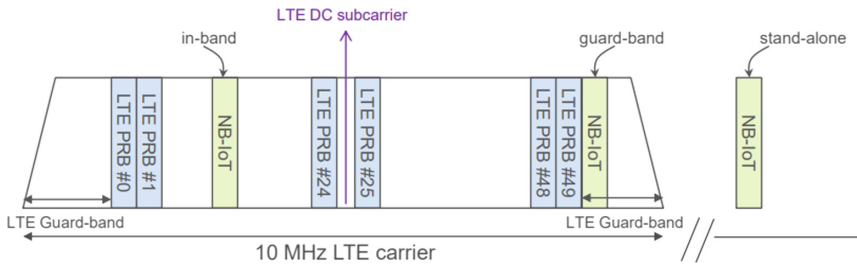 LTE DC subcarrier
in-band
guard-band
stand-alone
LTE PRB #0
LTE PRB #1
NB-IoT
LTE PRB #24
LTE PRB #25
LTE PRB #48
LTE PRB #49
NB-IoT
NB-IoT
LTE Guard-band
LTE Guard-band
10 MHz LTE carrier